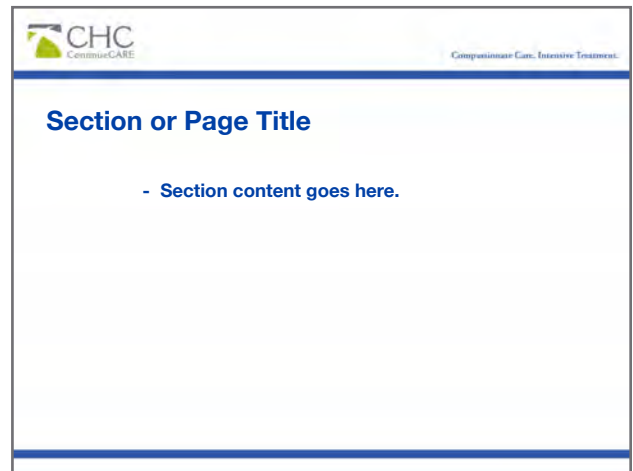 CHC
ContinueCARE
Compassionate Care. Intensive Treatment.
Section or Page Title
- Section content goes here.